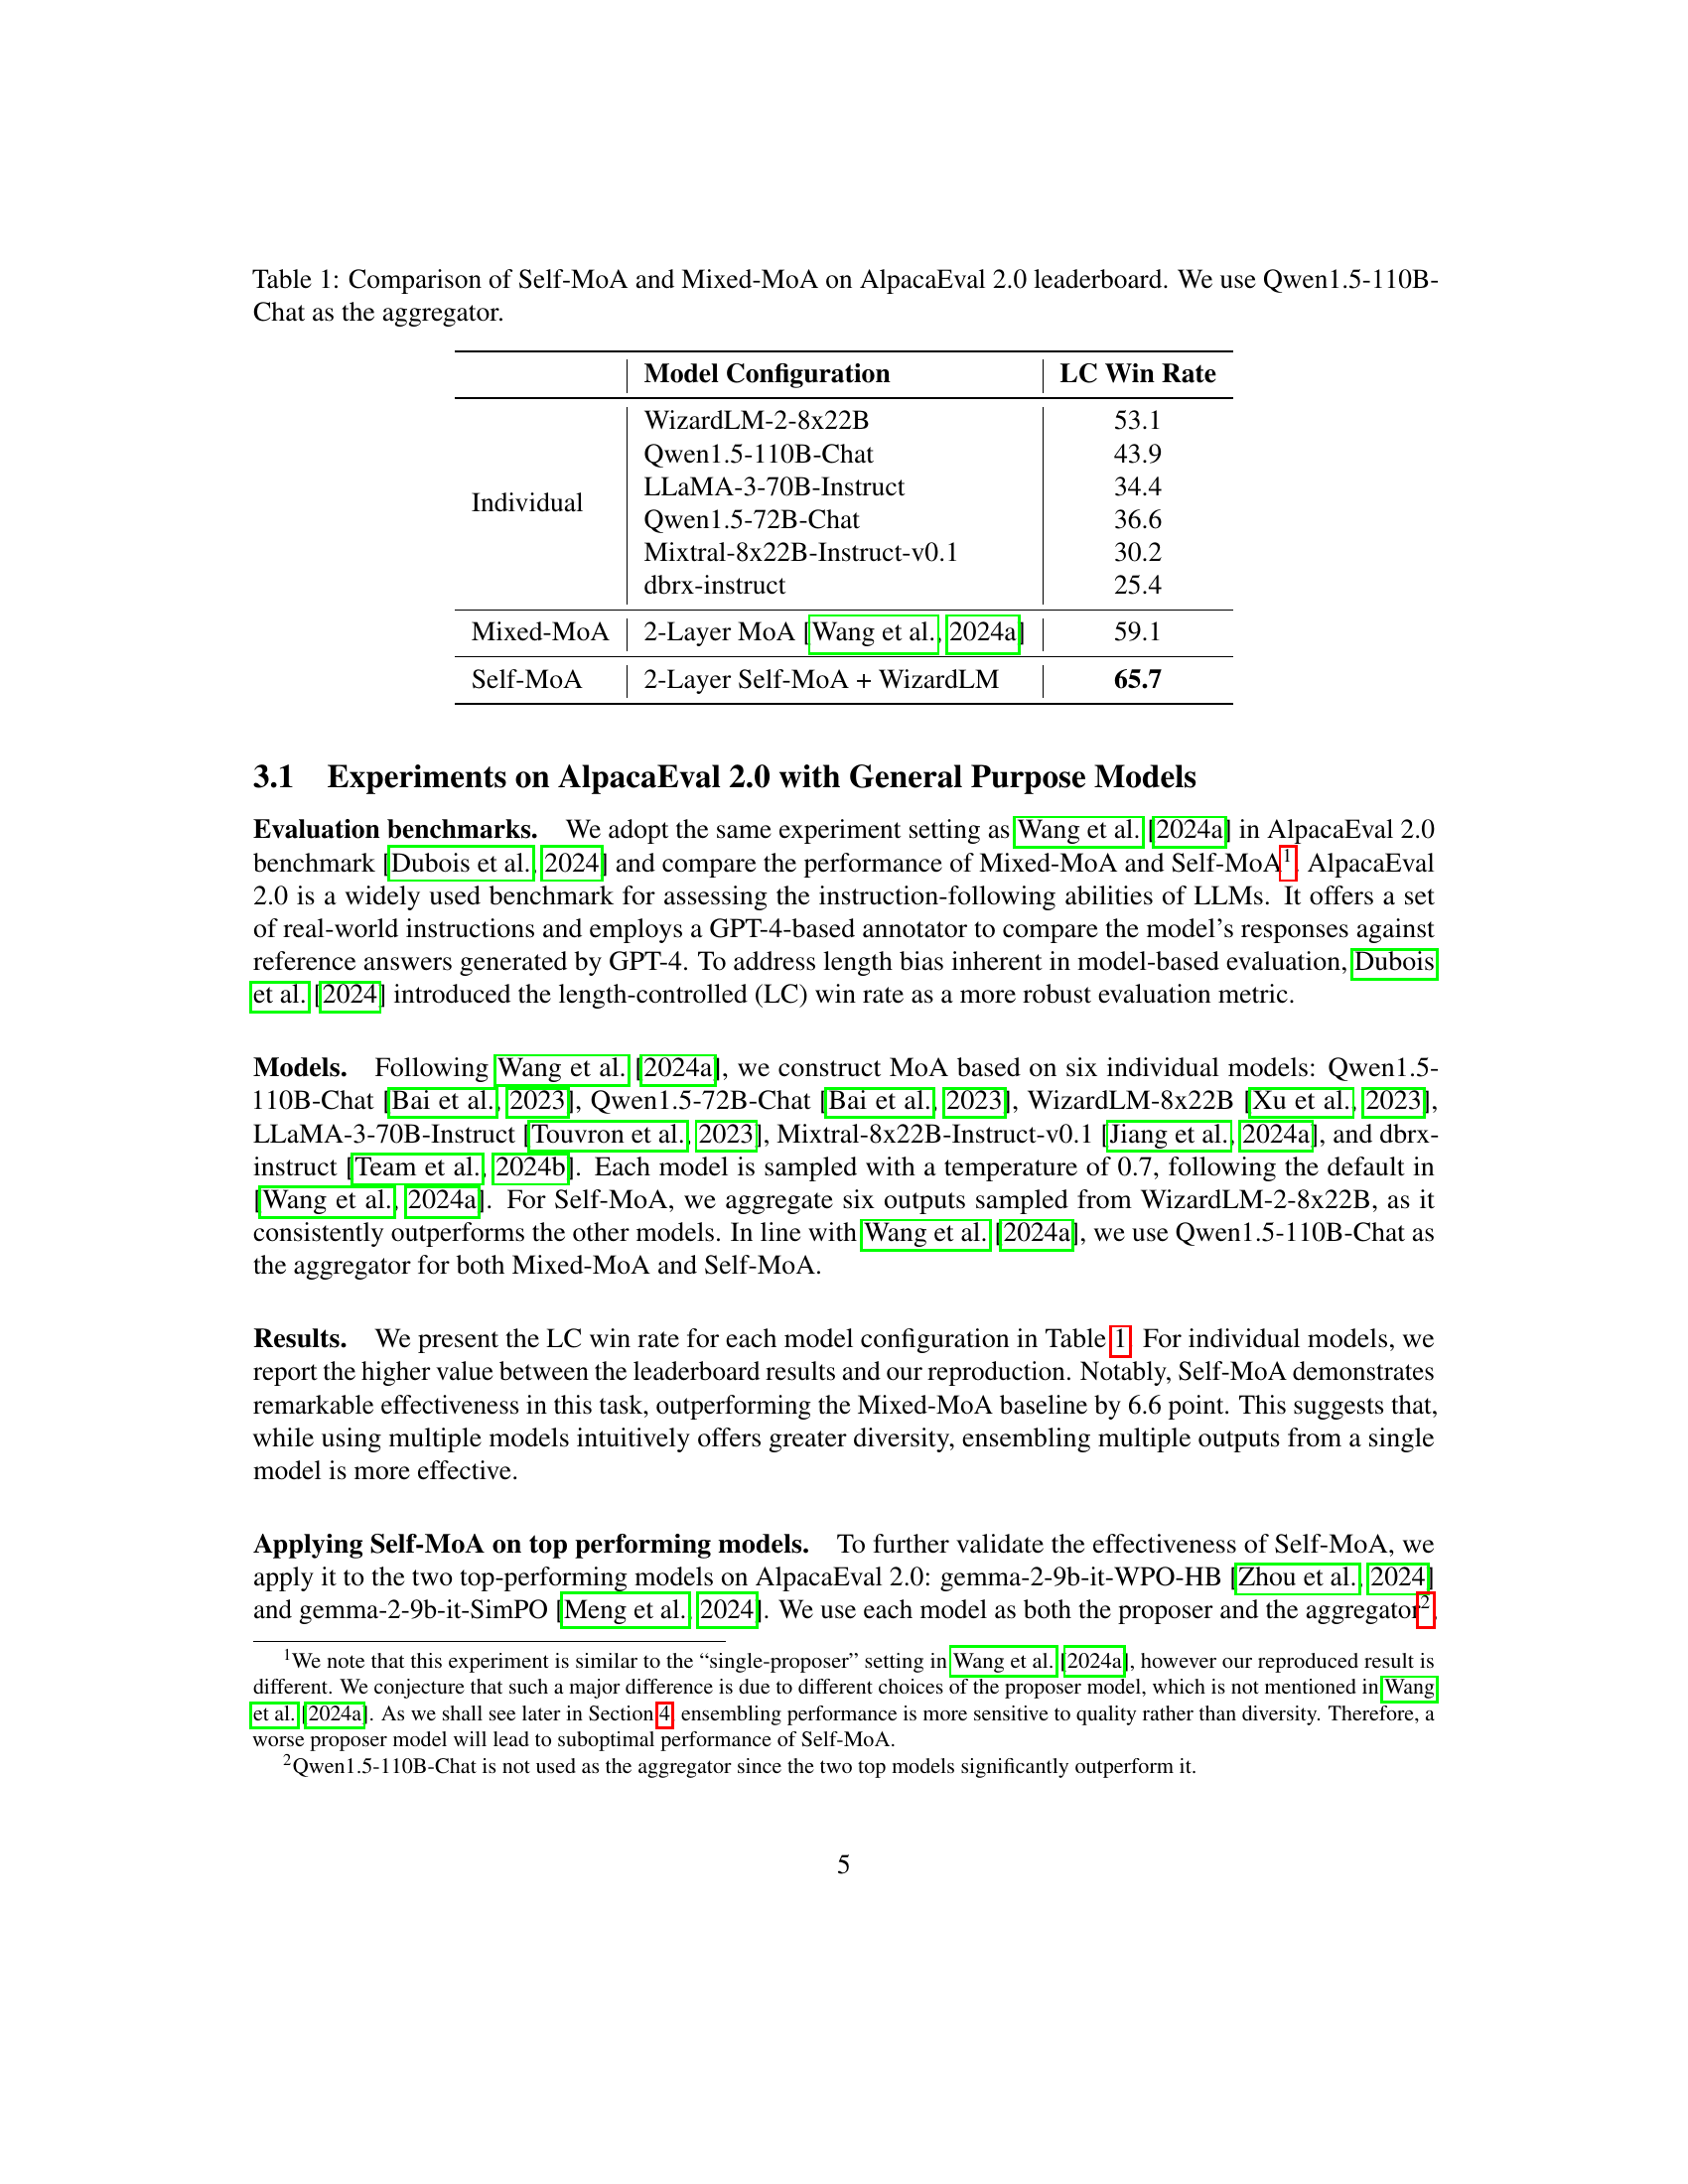 Table 1: Comparison of Self-MoA and Mixed-MoA on AlpacaEval 2.0 leaderboard. We use Qwen1.5-110B-
Chat as the aggregator.
Model Configuration LC Win Rate
Individual
WizardLM-2-8x22B 53.1
Qwen1.5-110B-Chat 43.9
LLaMA-3-70B-Instruct 34.4
Qwen1.5-72B-Chat 36.6
Mixtral-8x22B-Instruct-v0.1 30.2
dbrx-instruct 25.4
Mixed-MoA 2-Layer MoA [Wang et al., 2024a] 59.1
Self-MoA 2-Layer Self-MoA + WizardLM 65.7
3.1 Experiments on AlpacaEval 2.0 with General Purpose Models
Evaluation benchmarks. We adopt the same experiment setting as Wang et al. [2024a] in AlpacaEval 2.0
benchmark [Dubois et al., 2024] and compare the performance of Mixed-MoA and Self-MoA¹. AlpacaEval
2.0 is a widely used benchmark for assessing the instruction-following abilities of LLMs. It offers a set
of real-world instructions and employs a GPT-4-based annotator to compare the model's responses against
reference answers generated by GPT-4. To address length bias inherent in model-based evaluation, Dubois
et al. [2024] introduced the length-controlled (LC) win rate as a more robust evaluation metric.
Models. Following Wang et al. [2024a], we construct MoA based on six individual models: Qwen1.5-
110B-Chat [Bai et al., 2023], Qwen1.5-72B-Chat [Bai et al., 2023], WizardLM-8x22B [Xu et al., 2023],
LLaMA-3-70B-Instruct [Touvron et al., 2023], Mixtral-8x22B-Instruct-v0.1 [Jiang et al., 2024a], and dbrx-
instruct [Team et al., 2024b]. Each model is sampled with a temperature of 0.7, following the default in
[Wang et al., 2024a]. For Self-MoA, we aggregate six outputs sampled from WizardLM-2-8x22B, as it
consistently outperforms the other models. In line with Wang et al. [2024a], we use Qwen1.5-110B-Chat as
the aggregator for both Mixed-MoA and Self-MoA.
Results. We present the LC win rate for each model configuration in Table 1. For individual models, we
report the higher value between the leaderboard results and our reproduction. Notably, Self-MoA demonstrates
remarkable effectiveness in this task, outperforming the Mixed-MoA baseline by 6.6 point. This suggests that,
while using multiple models intuitively offers greater diversity, ensembling multiple outputs from a single
model is more effective.
Applying Self-MoA on top performing models. To further validate the effectiveness of Self-MoA, we
apply it to the two top-performing models on AlpacaEval 2.0: gemma-2-9b-it-WPO-HB [Zhou et al., 2024]
and gemma-2-9b-it-SimPO [Meng et al., 2024]. We use each model as both the proposer and the aggregator².
¹We note that this experiment is similar to the “single-proposer” setting in Wang et al. [2024a], however our reproduced result is
different. We conjecture that such a major difference is due to different choices of the proposer model, which is not mentioned in Wang
et al. [2024a]. As we shall see later in Section 4, ensembling performance is more sensitive to quality rather than diversity. Therefore, a
worse proposer model will lead to suboptimal performance of Self-MoA.
²Qwen1.5-110B-Chat is not used as the aggregator since the two top models significantly outperform it.
5